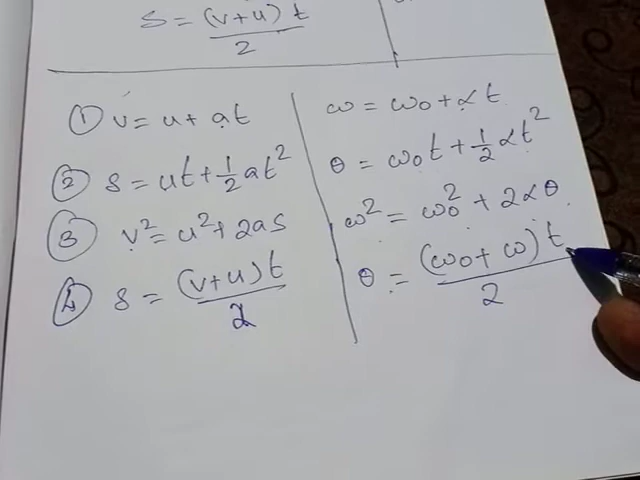 S = (v+u) t / 2
① v = u + at
ω = ω₀ + αt
② s = ut + 1/2 at²
θ = ω₀t + 1/2 αt²
③ v² = u² + 2as
ω² = ω₀² + 2αθ
④ s = (v+u)t / 2
θ = (ω₀ + ω)t / 2